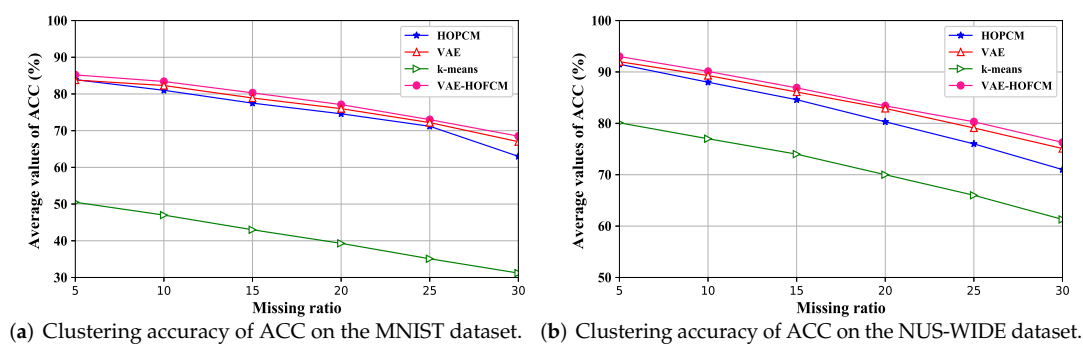 100
90
80
70
60
50
40
30
5
10
15
20
25
30
Average values of ACC (%)
Missing ratio
HOPCM
VAE
k-means
VAE-HOFCM
(a) Clustering accuracy of ACC on the MNIST dataset.
100
90
80
70
60
50
5
10
15
20
25
30
Average values of ACC (%)
Missing ratio
HOPCM
VAE
k-means
VAE-HOFCM
(b) Clustering accuracy of ACC on the NUS-WIDE dataset.